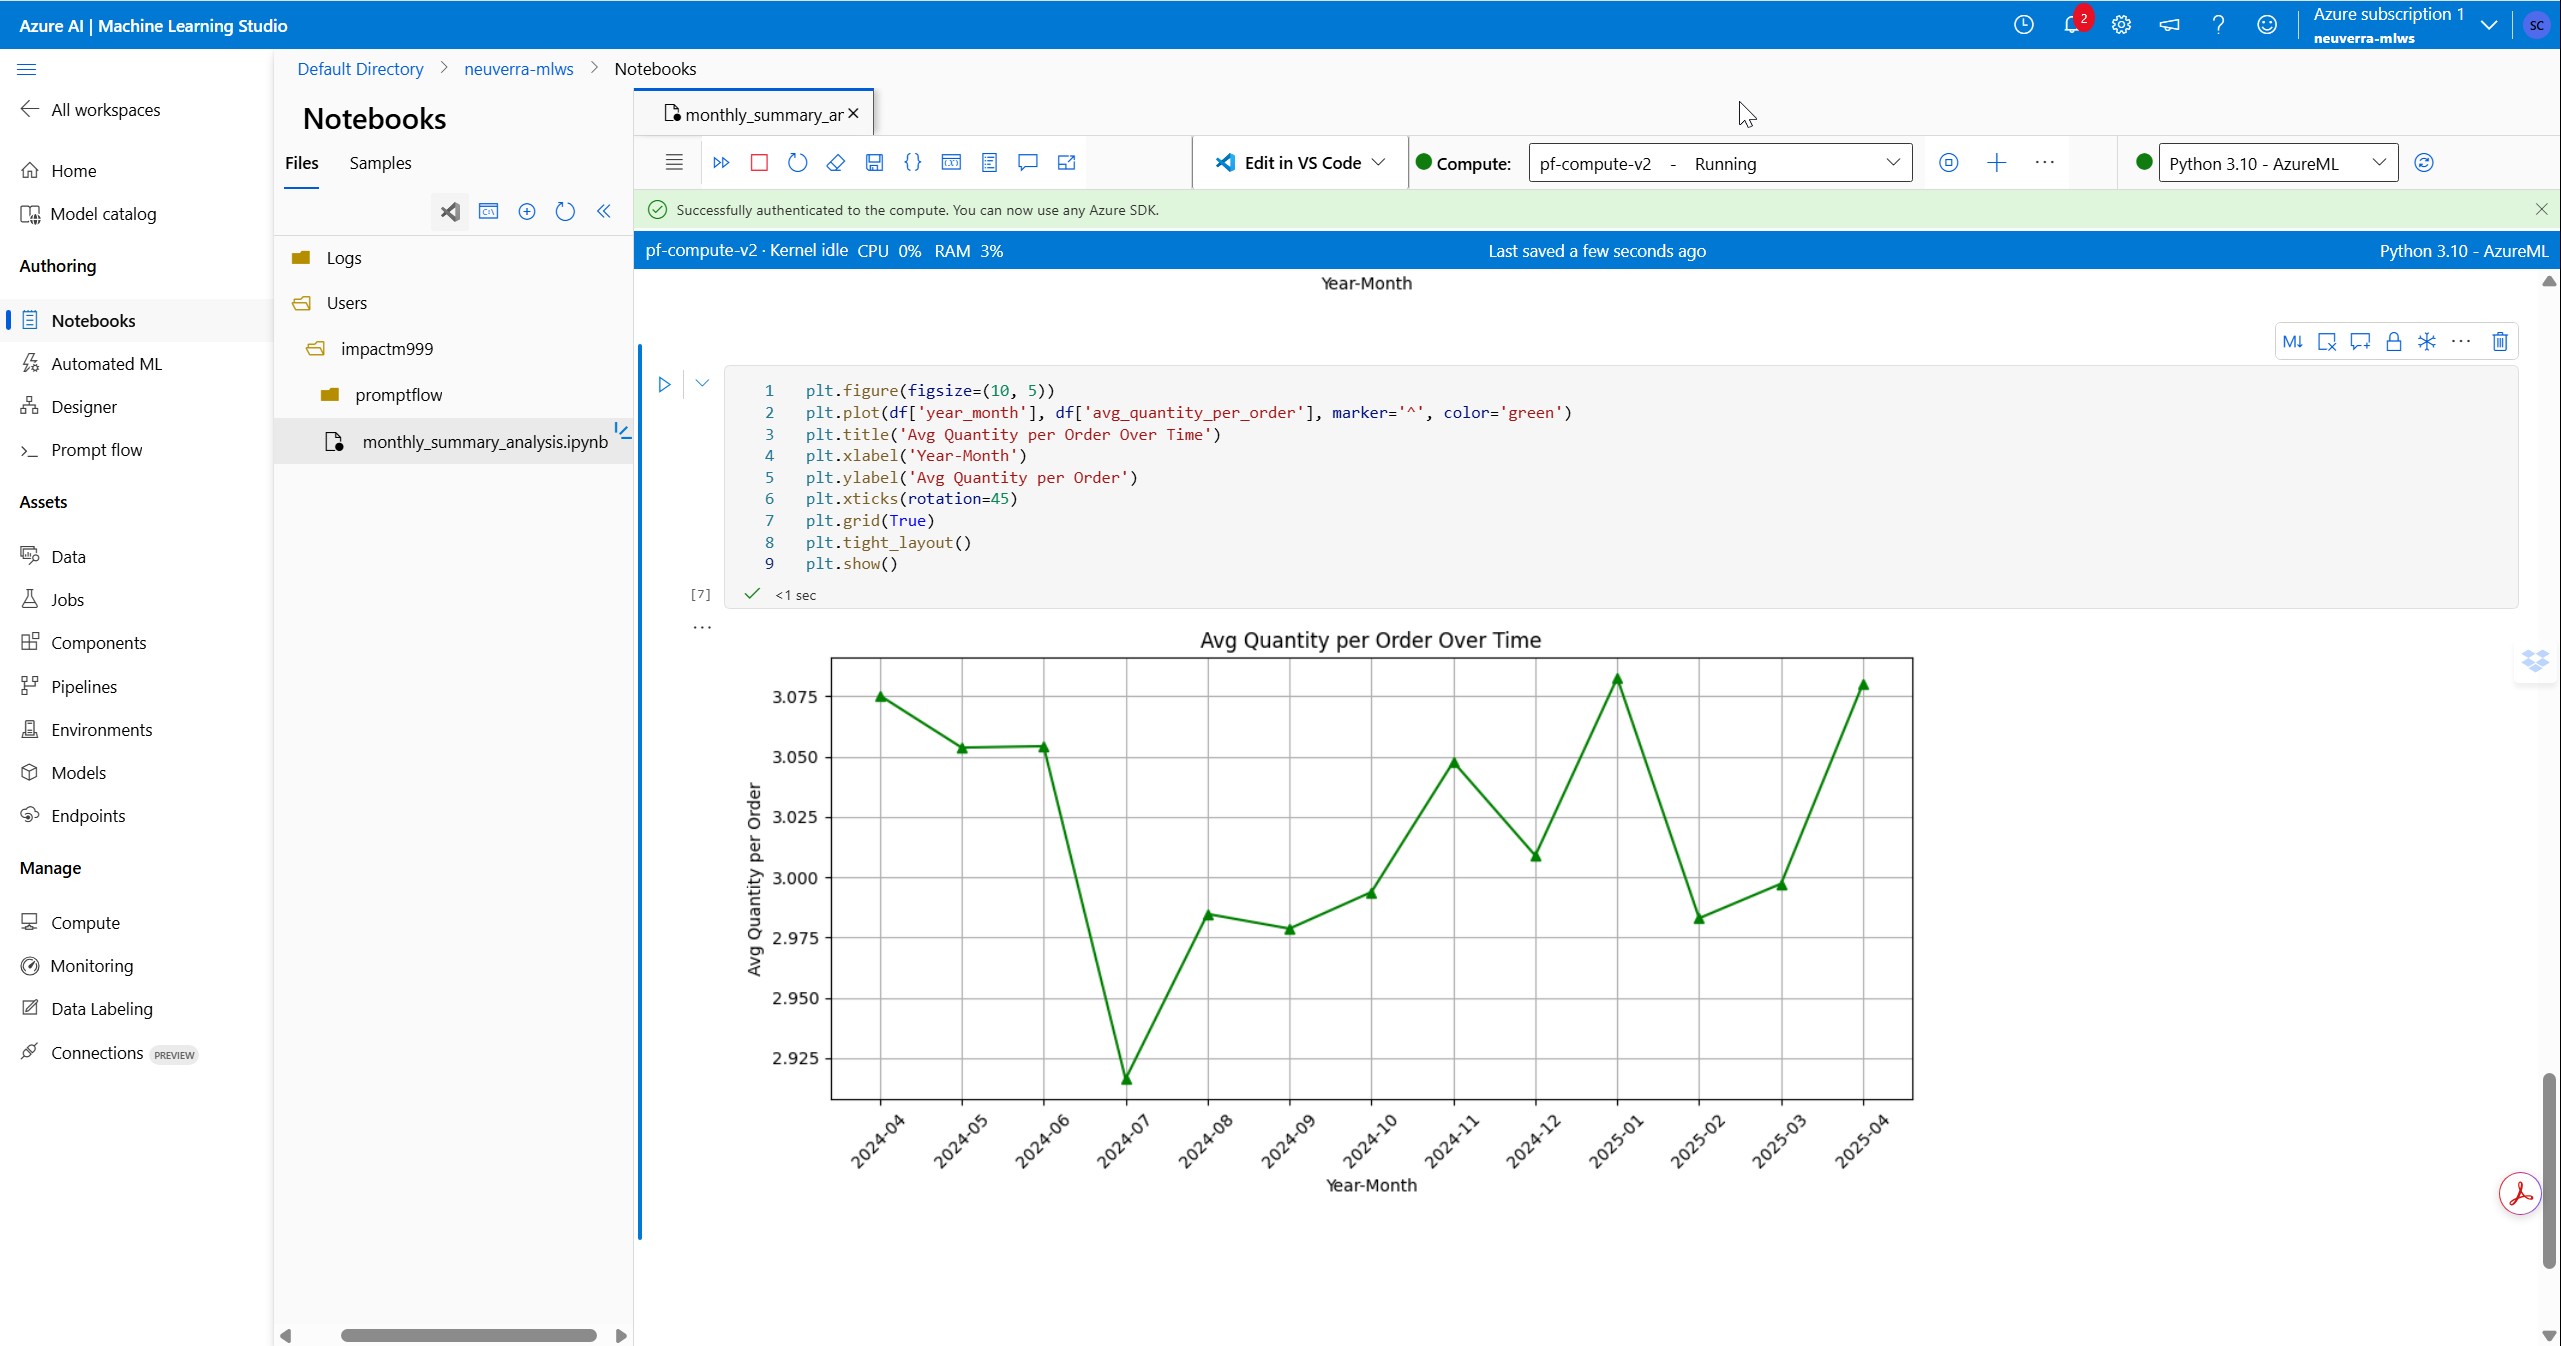 Azure AI | Machine Learning Studio
2
Azure subscription 1
neuverra-mlws
SC
Default Directory > neuverra-mlws > Notebooks
All workspaces
Home
Model catalog
Authoring
Notebooks
Automated ML
Designer
Prompt flow
Assets
Data
Jobs
Components
Pipelines
Environments
Models
Endpoints
Manage
Compute
Monitoring
Data Labeling
Connections PREVIEW
Notebooks
Files Samples
Logs
Users
impactm999
promptflow
monthly_summary_analysis.ipynb
monthly_summary_ar
Edit in VS Code
Compute: pf-compute-v2 - Running
Python 3.10 - AzureML
Successfully authenticated to the compute. You can now use any Azure SDK.
pf-compute-v2 · Kernel idle CPU 0% RAM 3%
Last saved a few seconds ago
Python 3.10 - AzureML
Year-Month
M↓
1 plt.figure(figsize=(10, 5))
2 plt.plot(df['year_month'], df['avg_quantity_per_order'], marker='^', color='green')
3 plt.title('Avg Quantity per Order Over Time')
4 plt.xlabel('Year-Month')
5 plt.ylabel('Avg Quantity per Order')
6 plt.xticks(rotation=45)
7 plt.grid(True)
8 plt.tight_layout()
9 plt.show()
[7] <1 sec
Avg Quantity per Order Over Time
Avg Quantity per Order
3.075
3.050
3.025
3.000
2.975
2.950
2.925
2024-04
2024-05
2024-06
2024-07
2024-08
2024-09
2024-10
2024-11
2024-12
2025-01
2025-02
2025-03
2025-04
Year-Month